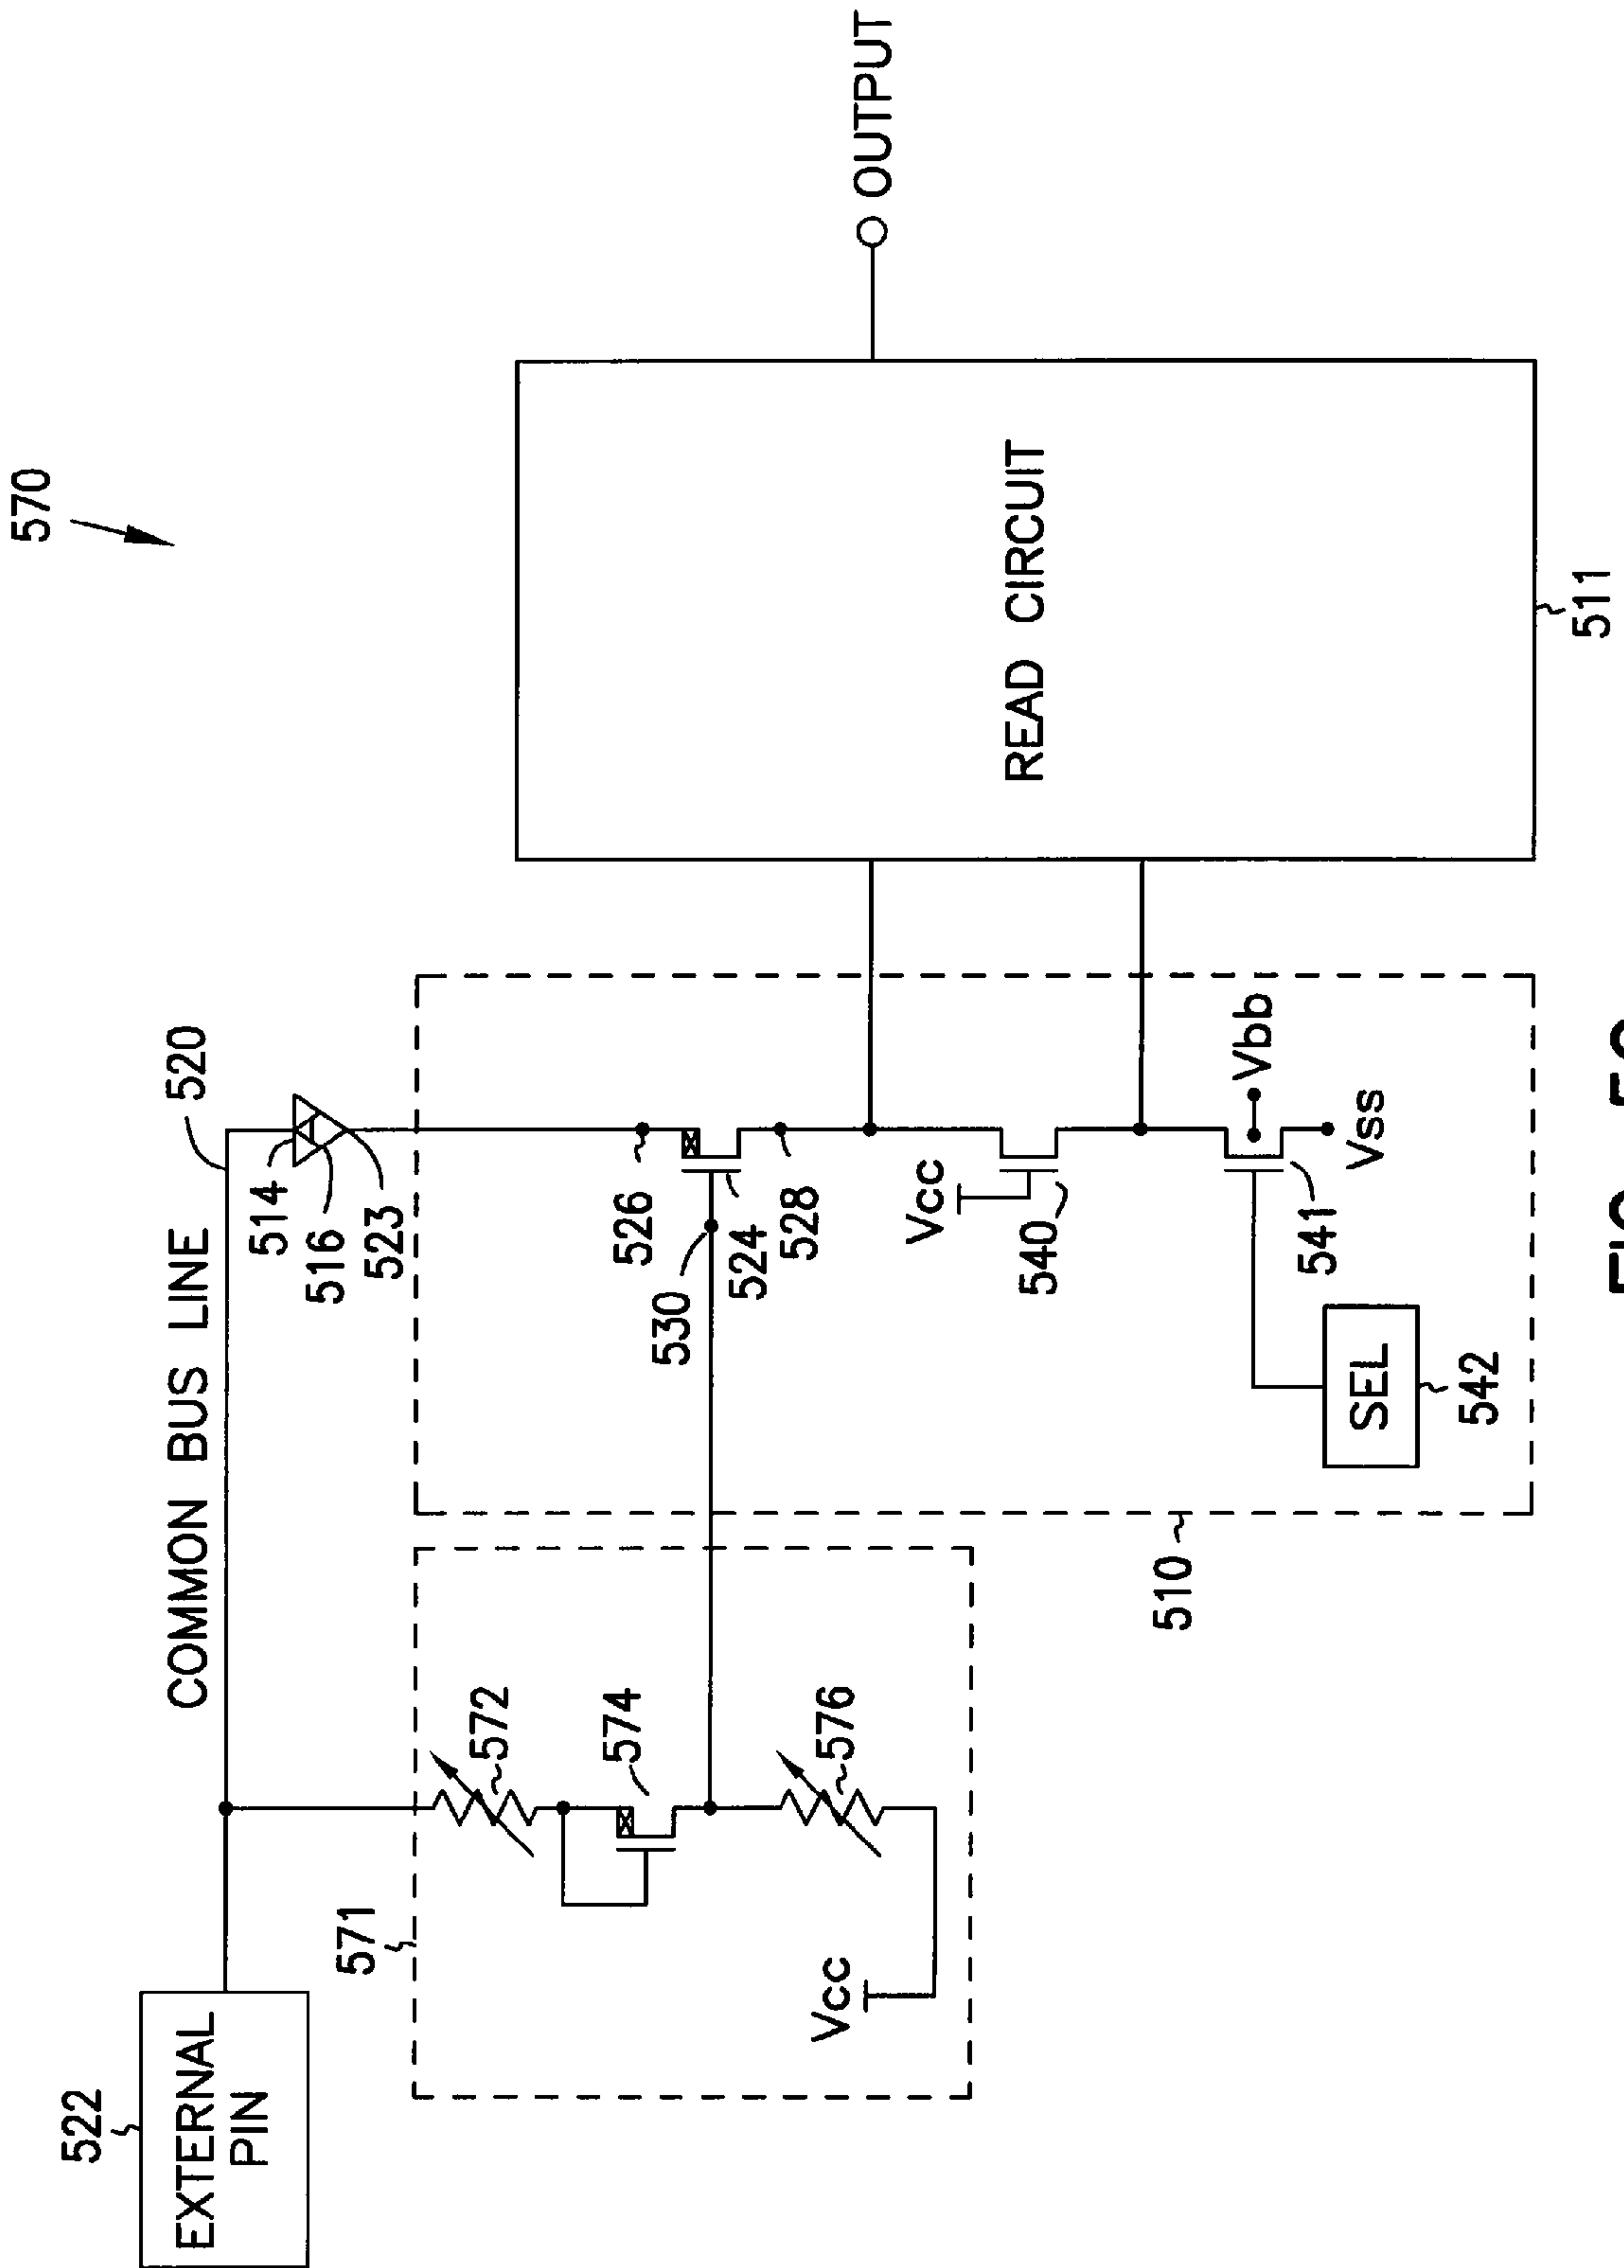 570
522
EXTERNAL
PIN
COMMON BUS LINE
520
514
516
523
571
572
574
576
Vcc
526
530
524
528
Vcc
540
541
Vbb
Vss
SEL
542
510
READ CIRCUIT
511
OUTPUT